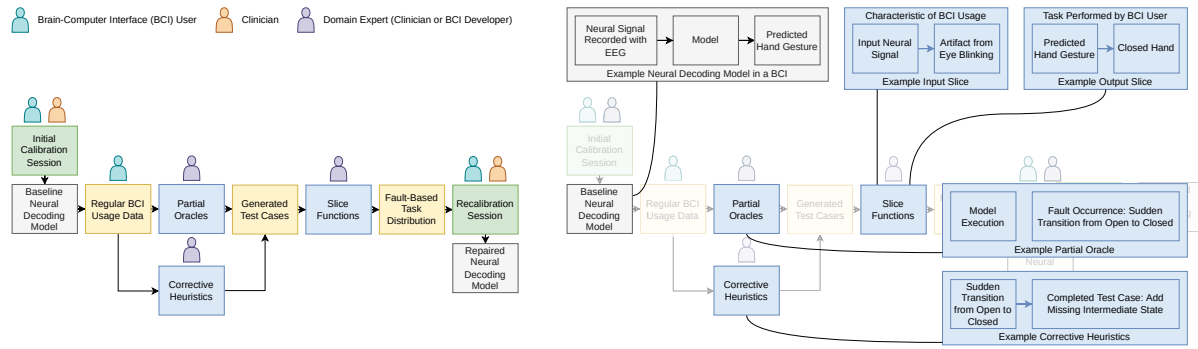 Brain-Computer Interface (BCI) User
Clinician
Domain Expert (Clinician or BCI Developer)
Initial
Calibration
Session
Baseline
Neural
Decoding
Model
Regular BCI
Usage Data
Partial
Oracles
Generated
Test Cases
Slice
Functions
Fault-Based
Task
Distribution
Recalibration
Session
Corrective
Heuristics
Repaired
Neural
Decoding
Model
Neural Signal
Recorded with
EEG
Model
Predicted
Hand Gesture
Example Neural Decoding Model in a BCI
Characteristic of BCI Usage
Input Neural
Signal
Artifact from
Eye Blinking
Example Input Slice
Task Performed by BCI User
Predicted
Hand Gesture
Closed Hand
Example Output Slice
Initial
Calibration
Session
Baseline
Neural
Decoding
Model
Regular BCI
Usage Data
Partial
Oracles
Generated
Test Cases
Slice
Functions
Model
Execution
Fault Occurrence: Sudden
Transition from Open to Closed
Example Partial Oracle
Neural
Corrective
Heuristics
Sudden
Transition
from Open to
Closed
Completed Test Case: Add
Missing Intermediate State
Example Corrective Heuristics